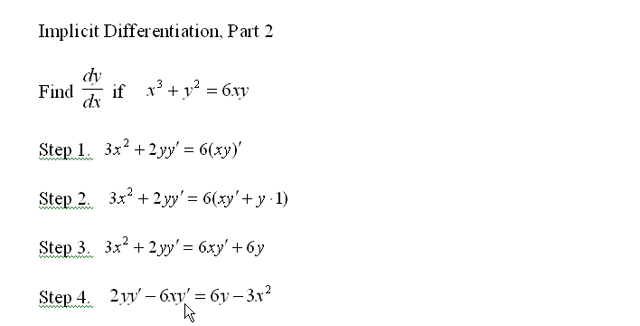 Implicit Differentiation, Part 2
Find dy/dx if x³ + y² = 6xy
Step 1. 3x² + 2yy′ = 6(xy)′
Step 2. 3x² + 2yy′ = 6(xy′ + y · 1)
Step 3. 3x² + 2yy′ = 6xy′ + 6y
Step 4. 2yy′ – 6xy′ = 6y – 3x²